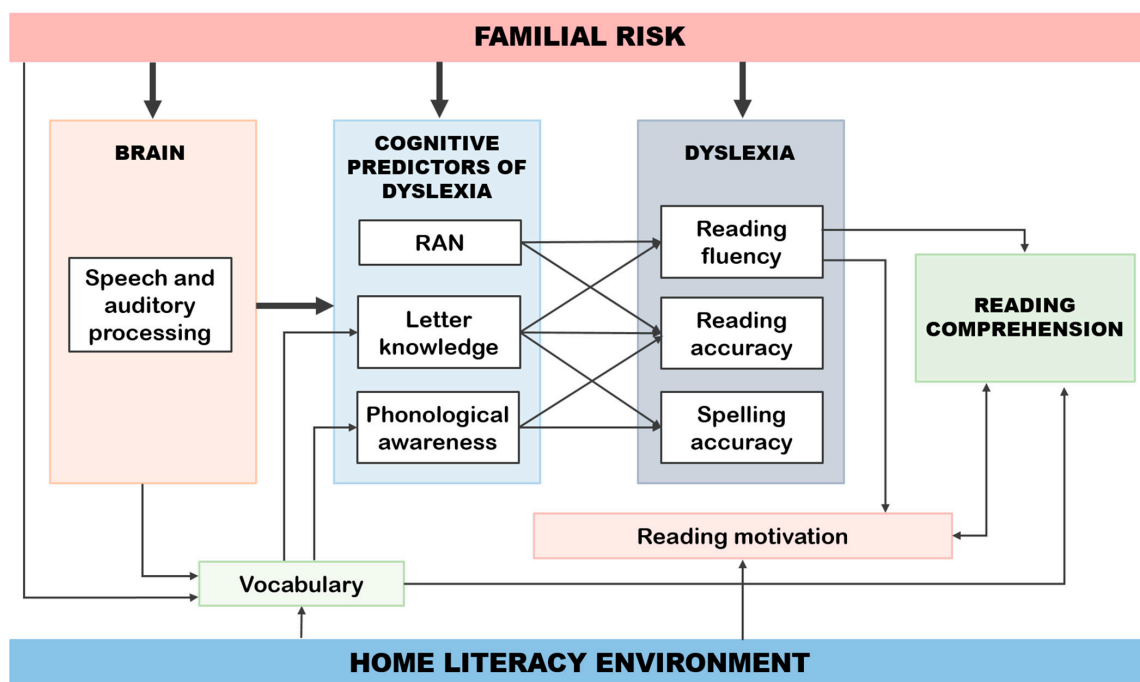 FAMILIAL RISK
BRAIN
Speech and
auditory
processing
COGNITIVE
PREDICTORS OF
DYSLEXIA
RAN
Letter
knowledge
Phonological
awareness
DYSLEXIA
Reading
fluency
Reading
accuracy
Spelling
accuracy
READING
COMPREHENSION
Reading motivation
Vocabulary
HOME LITERACY ENVIRONMENT